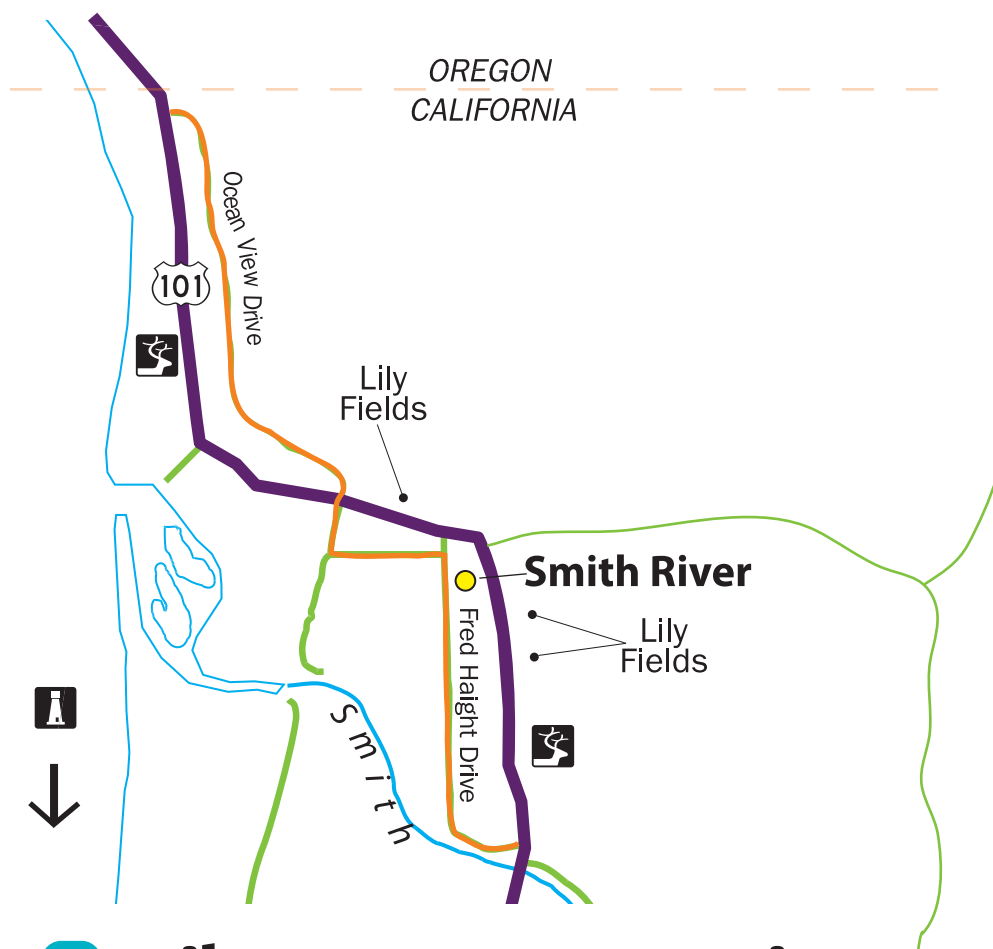 OREGON
CALIFORNIA
Ocean View Drive
101
Lily
Fields
Smith River
Lily
Fields
Fred Haight Drive
Smith